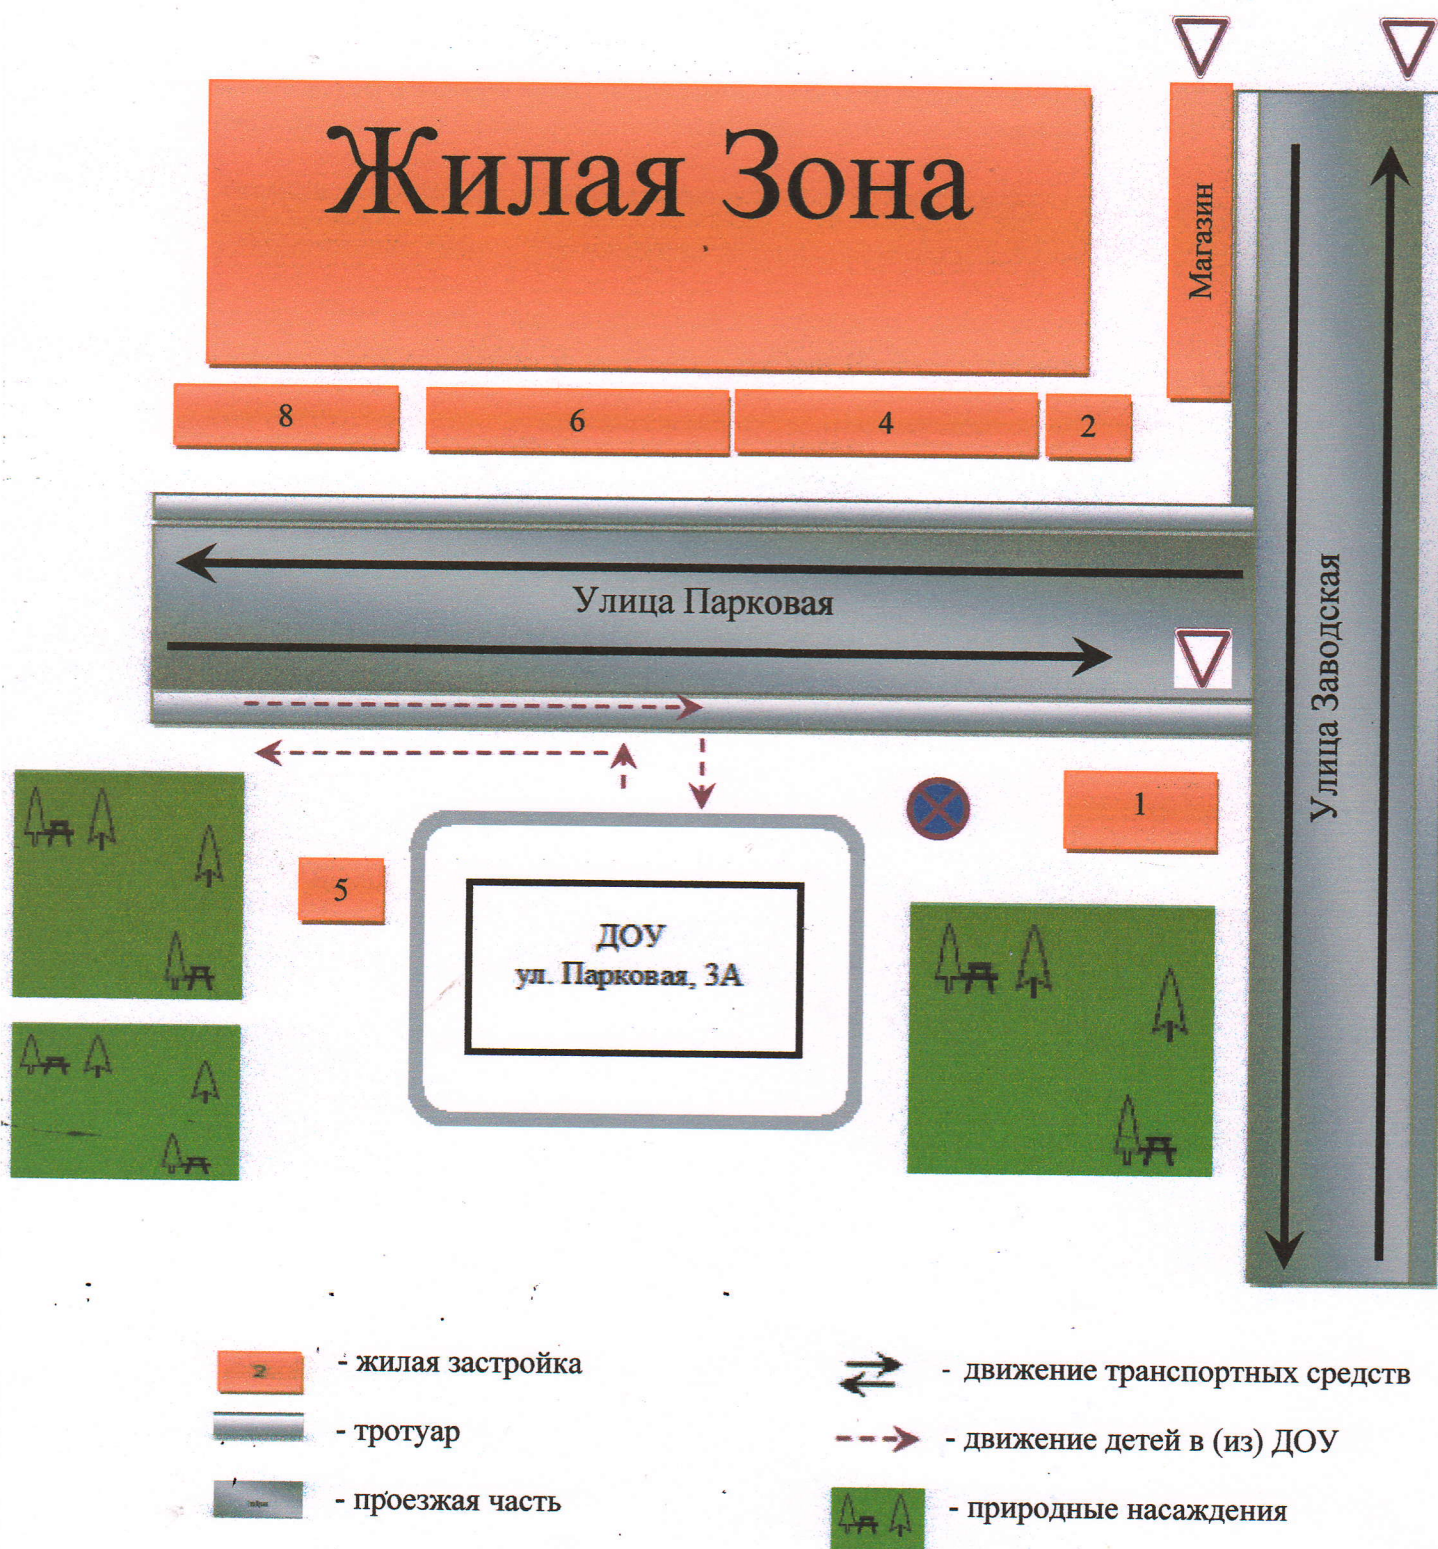 Жилая Зона
Магазин
8
6
4
2
Улица Парковая
Улица Заводская
1
5
ДОУ
ул. Парковая, 3А
2
- жилая застройка
- тротуар
- проезжая часть
- движение транспортных средств
- движение детей в (из) ДОУ
- природные насаждения